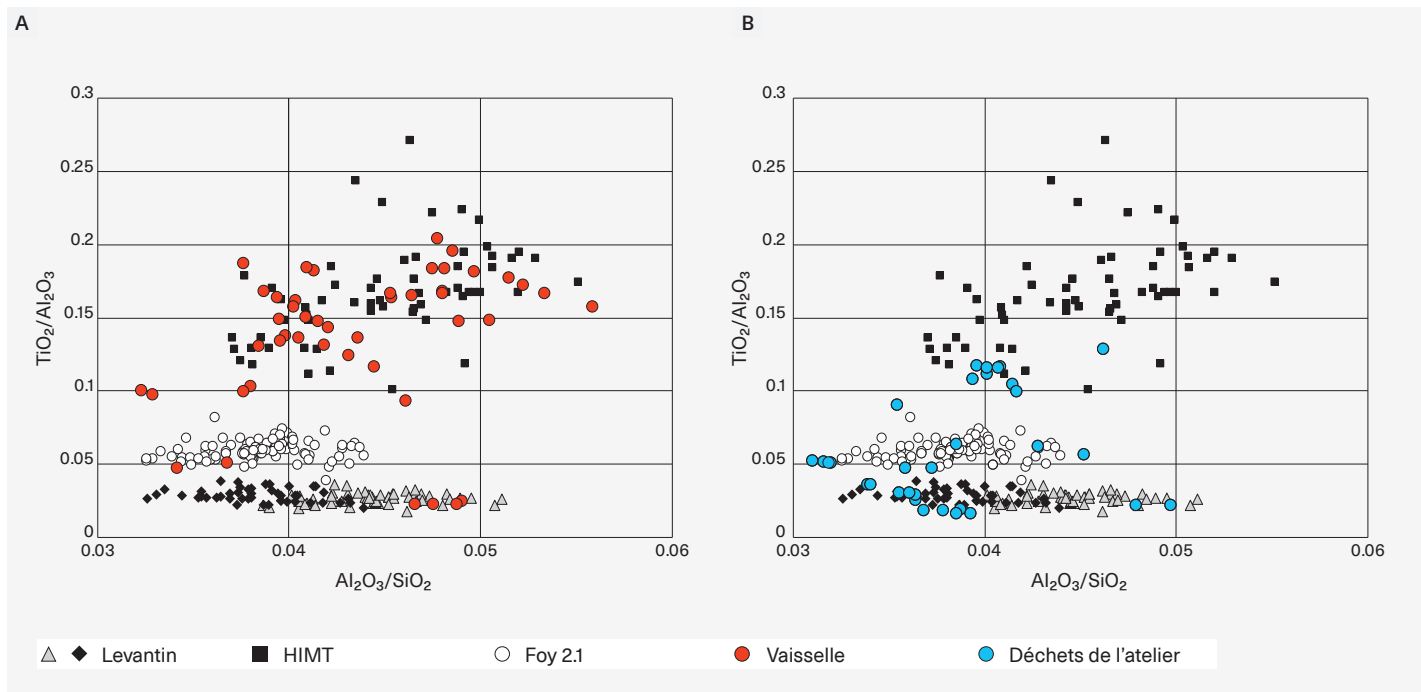 A
B
0.3
0.25
0.2
0.15
0.1
0.05
0
TiO₂/Al₂O₃
0.03
0.04
0.05
0.06
Al₂O₃/SiO₂
0.3
0.25
0.2
0.15
0.1
0.05
0
TiO₂/Al₂O₃
0.03
0.04
0.05
0.06
Al₂O₃/SiO₂
Levantin
HIMT
Foy 2.1
Vaisselle
Déchets de l'atelier